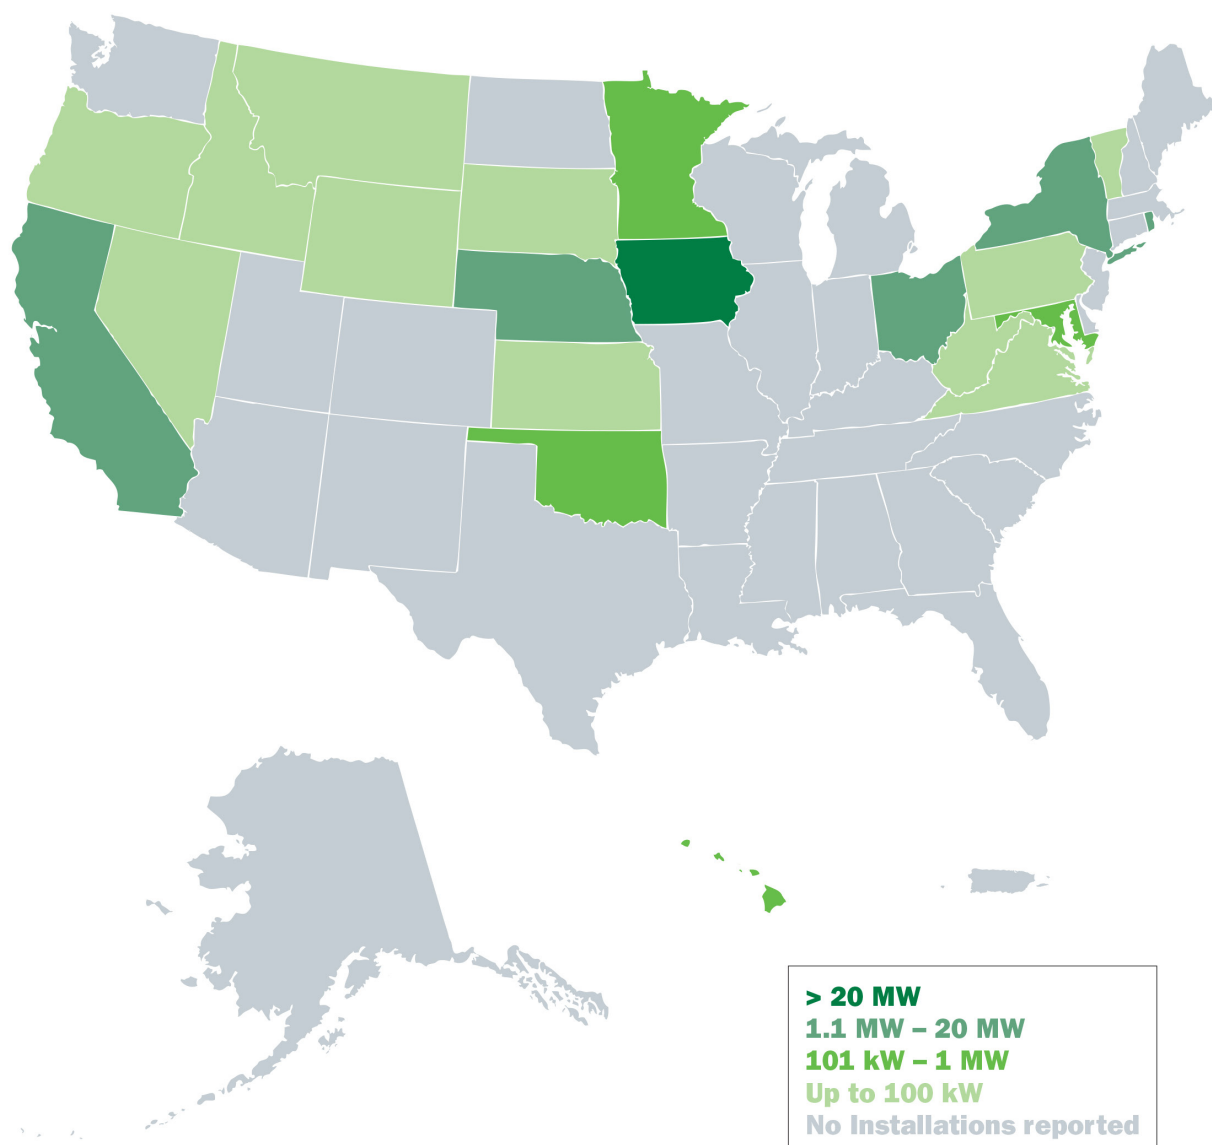 > 20 MW
1.1 MW – 20 MW
101 kW – 1 MW
Up to 100 kW
No Installations reported